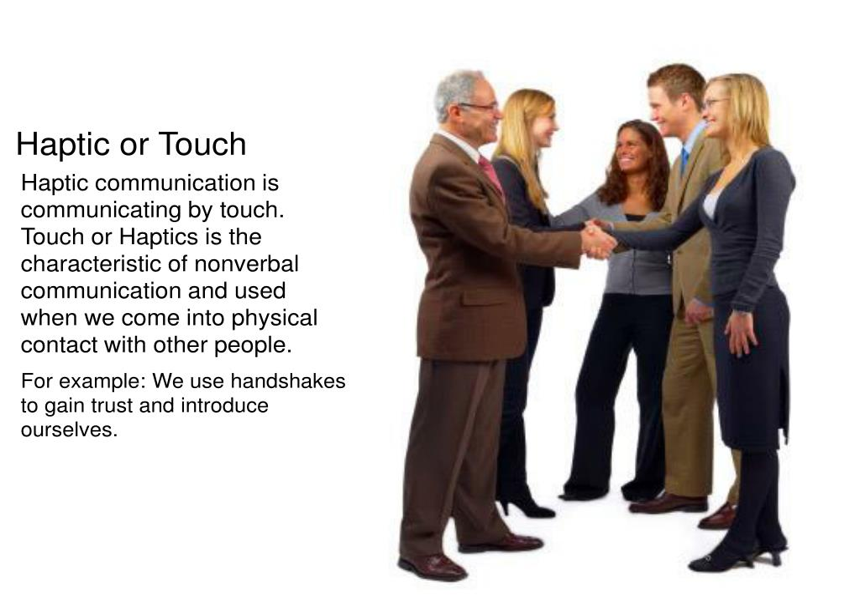 Haptic or Touch
Haptic communication is
communicating by touch.
Touch or Haptics is the
characteristic of nonverbal
communication and used
when we come into physical
contact with other people.
For example: We use handshakes
to gain trust and introduce
ourselves.